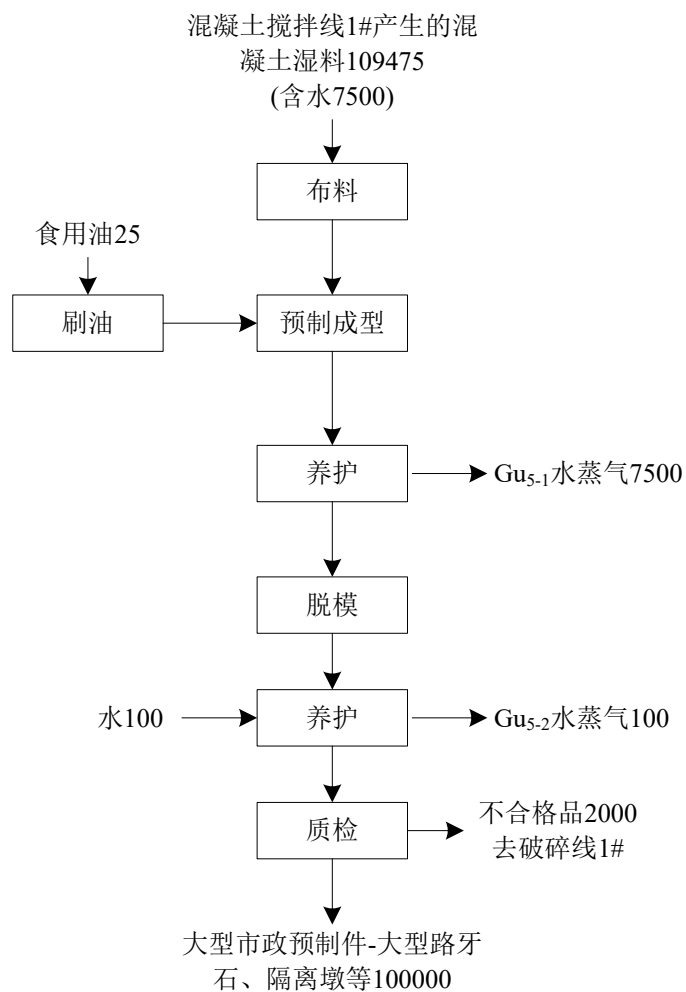 混凝土搅拌线1#产生的混
凝土湿料109475
(含水7500)
布料
食用油25
刷油
预制成型
养护
Gu5-1水蒸气7500
脱模
水100
养护
Gu5-2水蒸气100
质检
不合格品2000
去破碎线1#
大型市政预制件-大型路牙
石、隔离墩等100000